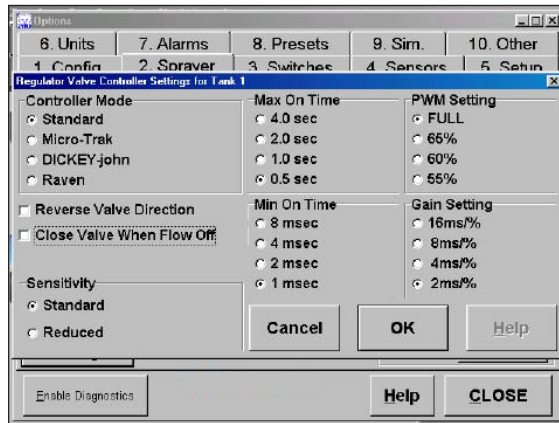 Options
6. Units
7. Alarms
8. Presets
9. Sim.
10. Other
1. Config
2. Sprayer
3. Switches
4. Sensors
5. Setup
Regulator Valve Controller Settings for Tank 1
Controller Mode
Standard
Micro-Trak
DICKEY-john
Raven
Reverse Valve Direction
Close Valve When Flow Off
Sensitivity
Standard
Reduced
Max On Time
4.0 sec
2.0 sec
1.0 sec
0.5 sec
Min On Time
8 msec
4 msec
2 msec
1 msec
PWM Setting
FULL
65%
60%
55%
Gain Setting
16ms/%
8ms/%
4ms/%
2ms/%
Cancel
OK
Help
Enable Diagnostics
Help
CLOSE